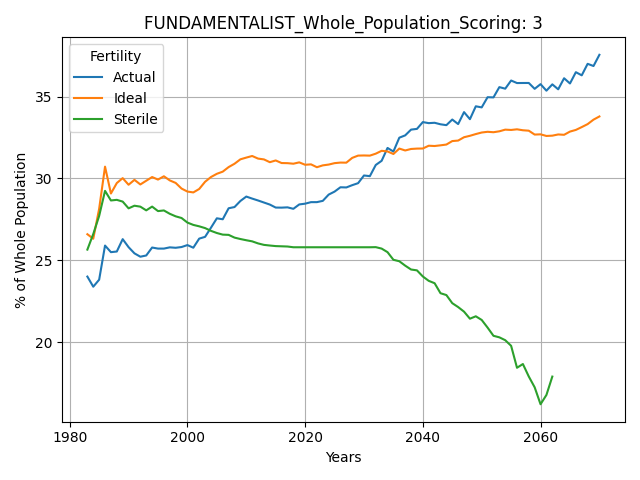 FUNDAMENTALIST_Whole_Population_Scoring: 3
Fertility
Actual
Ideal
Sterile
% of Whole Population
35
30
25
20
1980
2000
2020
2040
2060
Years